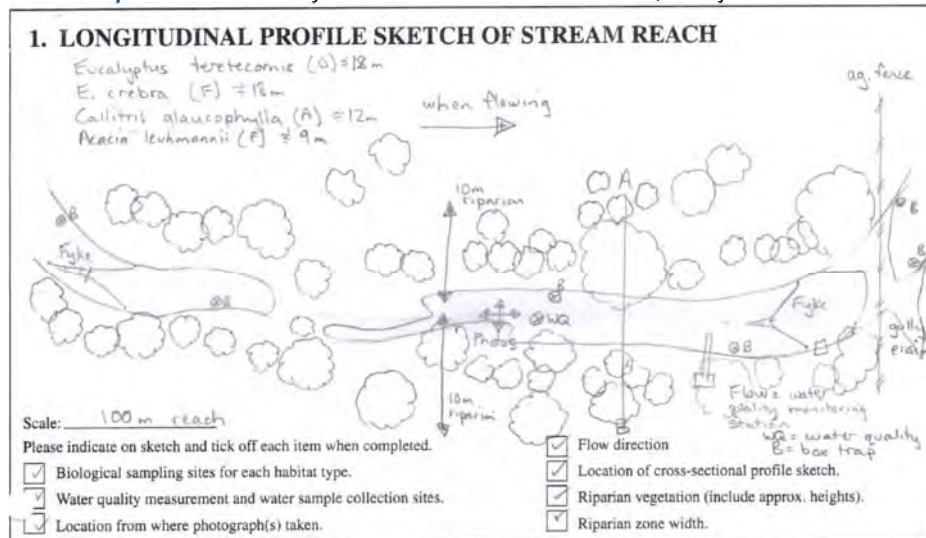 1. LONGITUDINAL PROFILE SKETCH OF STREAM REACH
Eucalyptus teretecornis (O) ≈18m
E. crebra (F) ≈18m
Callitris glaucophylla (A) ≈12m
Acacia leuhmannii (F) ≈ 9m
when flowing
ag. fence
10m
riparian
A
B
B
Fyke
B
B
B
WQ
Photos
Fyke
B
gully
erosion
10m
riparian
B
Flow & water
quality monitoring
station
WQ = water quality
B = box trap
Scale: 100 m reach
Please indicate on sketch and tick off each item when completed.
Biological sampling sites for each habitat type.
Water quality measurement and water sample collection sites.
Location from where photograph(s) taken.
Flow direction
Location of cross-sectional profile sketch.
Riparian vegetation (include approx. heights).
Riparian zone width.